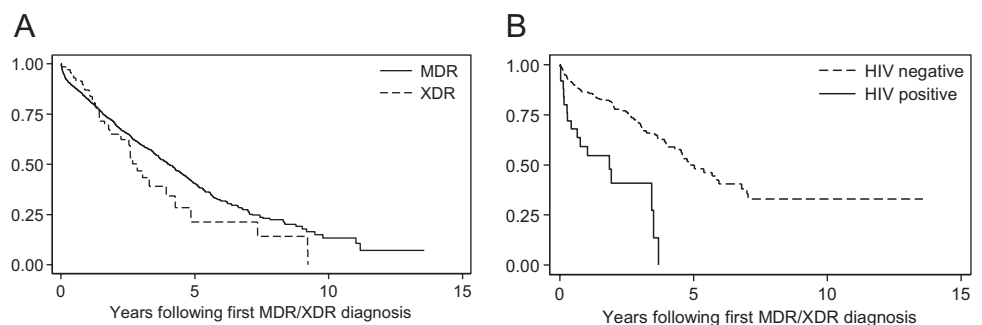 A
1.00
0.75
0.50
0.25
0.00
0
5
10
15
MDR
XDR
Years following first MDR/XDR diagnosis
B
1.00
0.75
0.50
0.25
0.00
0
5
10
15
HIV negative
HIV positive
Years following first MDR/XDR diagnosis